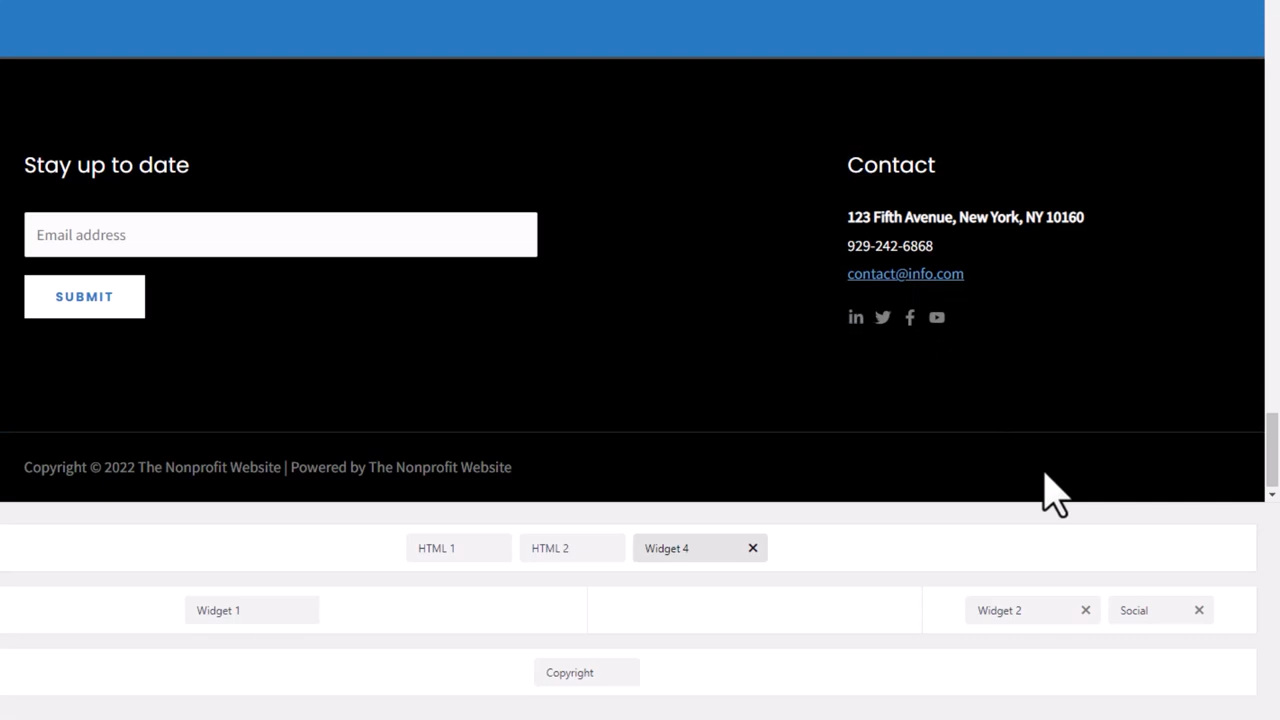 Stay up to date
Email address
SUBMIT
Contact
123 Fifth Avenue, New York, NY 10160
929-242-6868
contact@info.com
Copyright © 2022 The Nonprofit Website | Powered by The Nonprofit Website
HTML 1 HTML 2 Widget 4
Widget 1 Widget 2 Social
Copyright